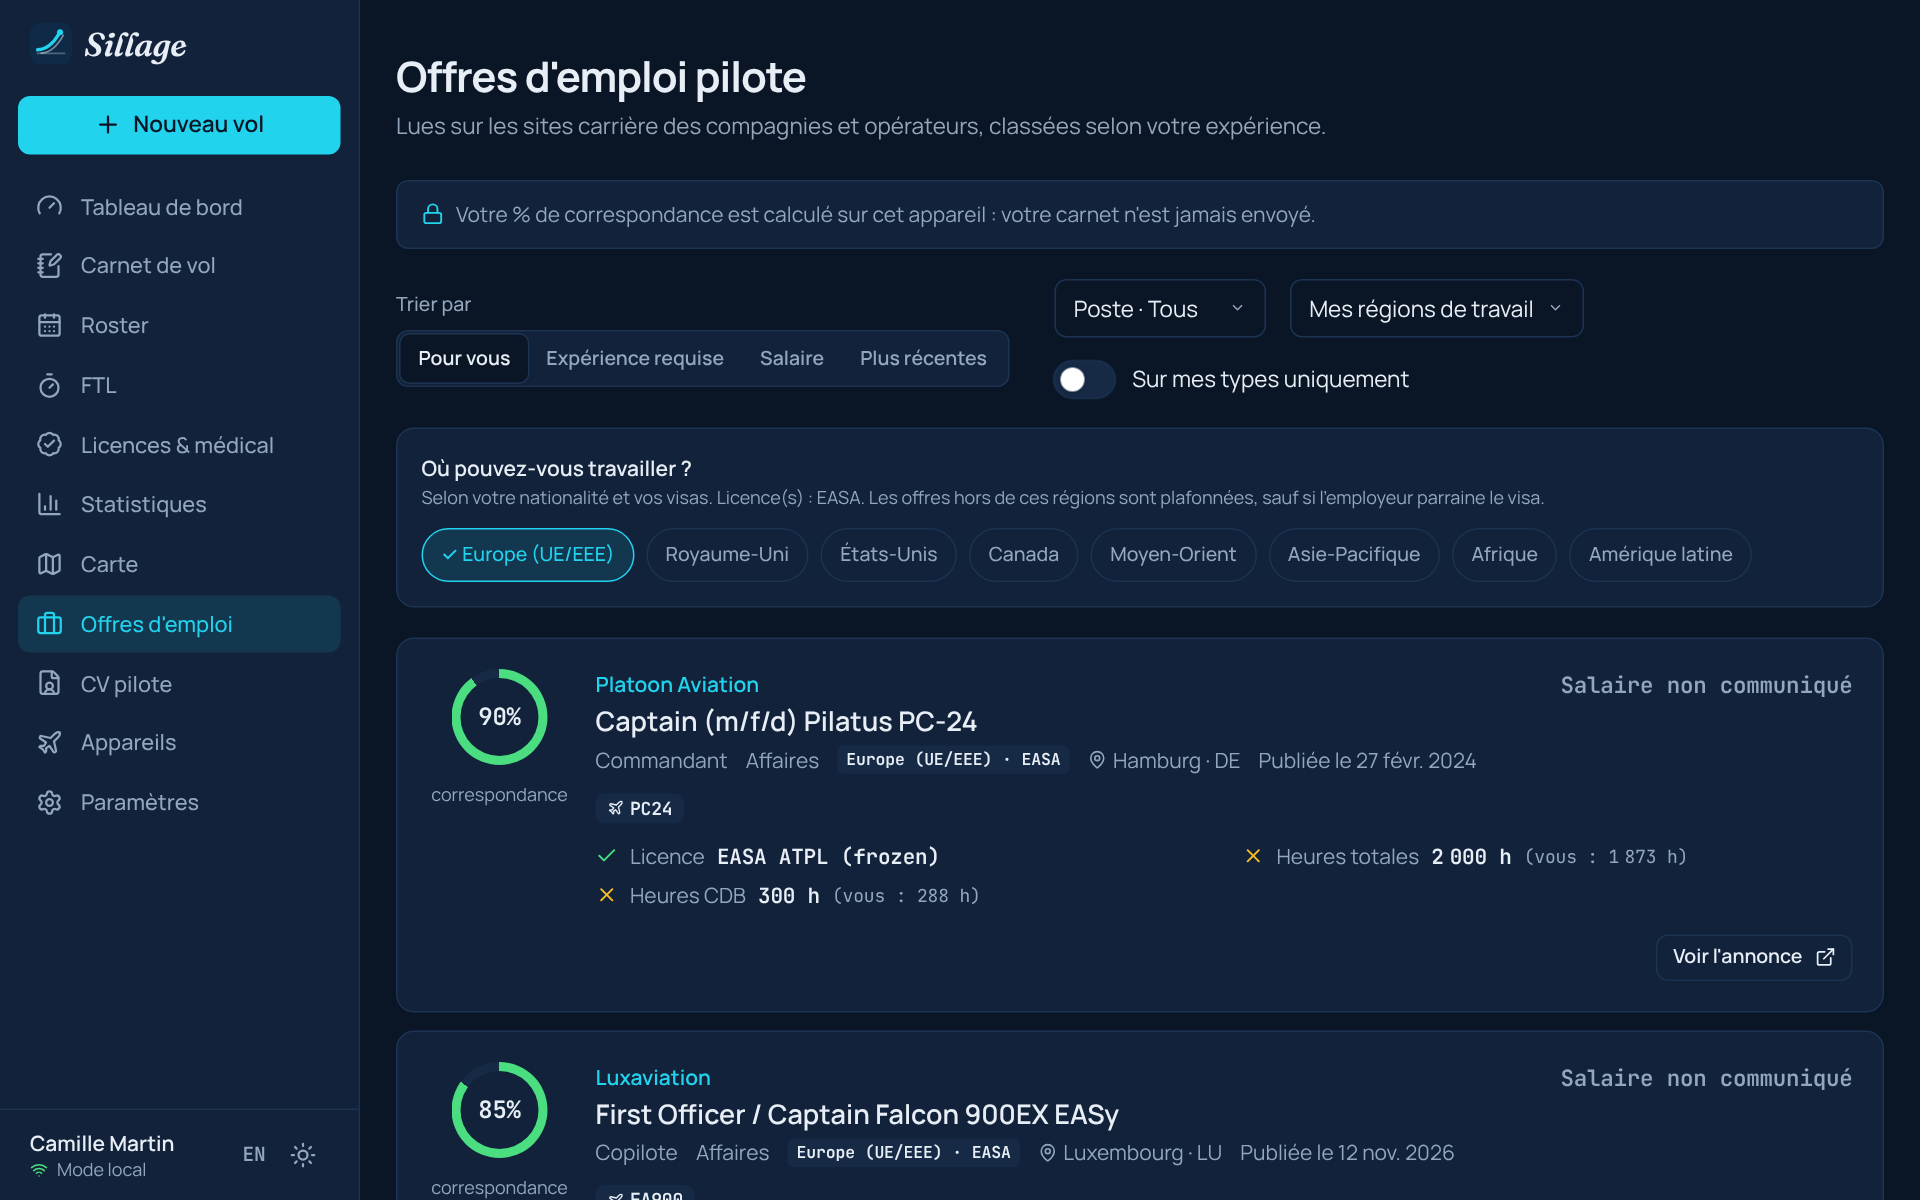 Sillage
Nouveau vol
Tableau de bord
Carnet de vol
Roster
FTL
Licences & médical
Statistiques
Carte
Offres d'emploi
CV pilote
Appareils
Paramètres
Camille Martin
Mode local
EN
Offres d'emploi pilote
Lues sur les sites carrière des compagnies et opérateurs, classées selon votre expérience.
Votre % de correspondance est calculé sur cet appareil : votre carnet n'est jamais envoyé.
Trier par
Pour vous Expérience requise Salaire Plus récentes
Poste · Tous
Mes régions de travail
Sur mes types uniquement
Où pouvez-vous travailler ?
Selon votre nationalité et vos visas. Licence(s) : EASA. Les offres hors de ces régions sont plafonnées, sauf si l'employeur parraine le visa.
Europe (UE/EEE) Royaume-Uni États-Unis Canada Moyen-Orient Asie-Pacifique Afrique Amérique latine
90%
correspondance
Platoon Aviation
Salaire non communiqué
Captain (m/f/d) Pilatus PC-24
Commandant Affaires Europe (UE/EEE) · EASA Hamburg · DE Publiée le 27 févr. 2024
PC24
Licence EASA ATPL (frozen)
Heures totales 2 000 h (vous : 1 873 h)
Heures CDB 300 h (vous : 288 h)
Voir l'annonce
85%
correspondance
Luxaviation
Salaire non communiqué
First Officer / Captain Falcon 900EX EASy
Copilote Affaires Europe (UE/EEE) · EASA Luxembourg · LU Publiée le 12 nov. 2026
FA900